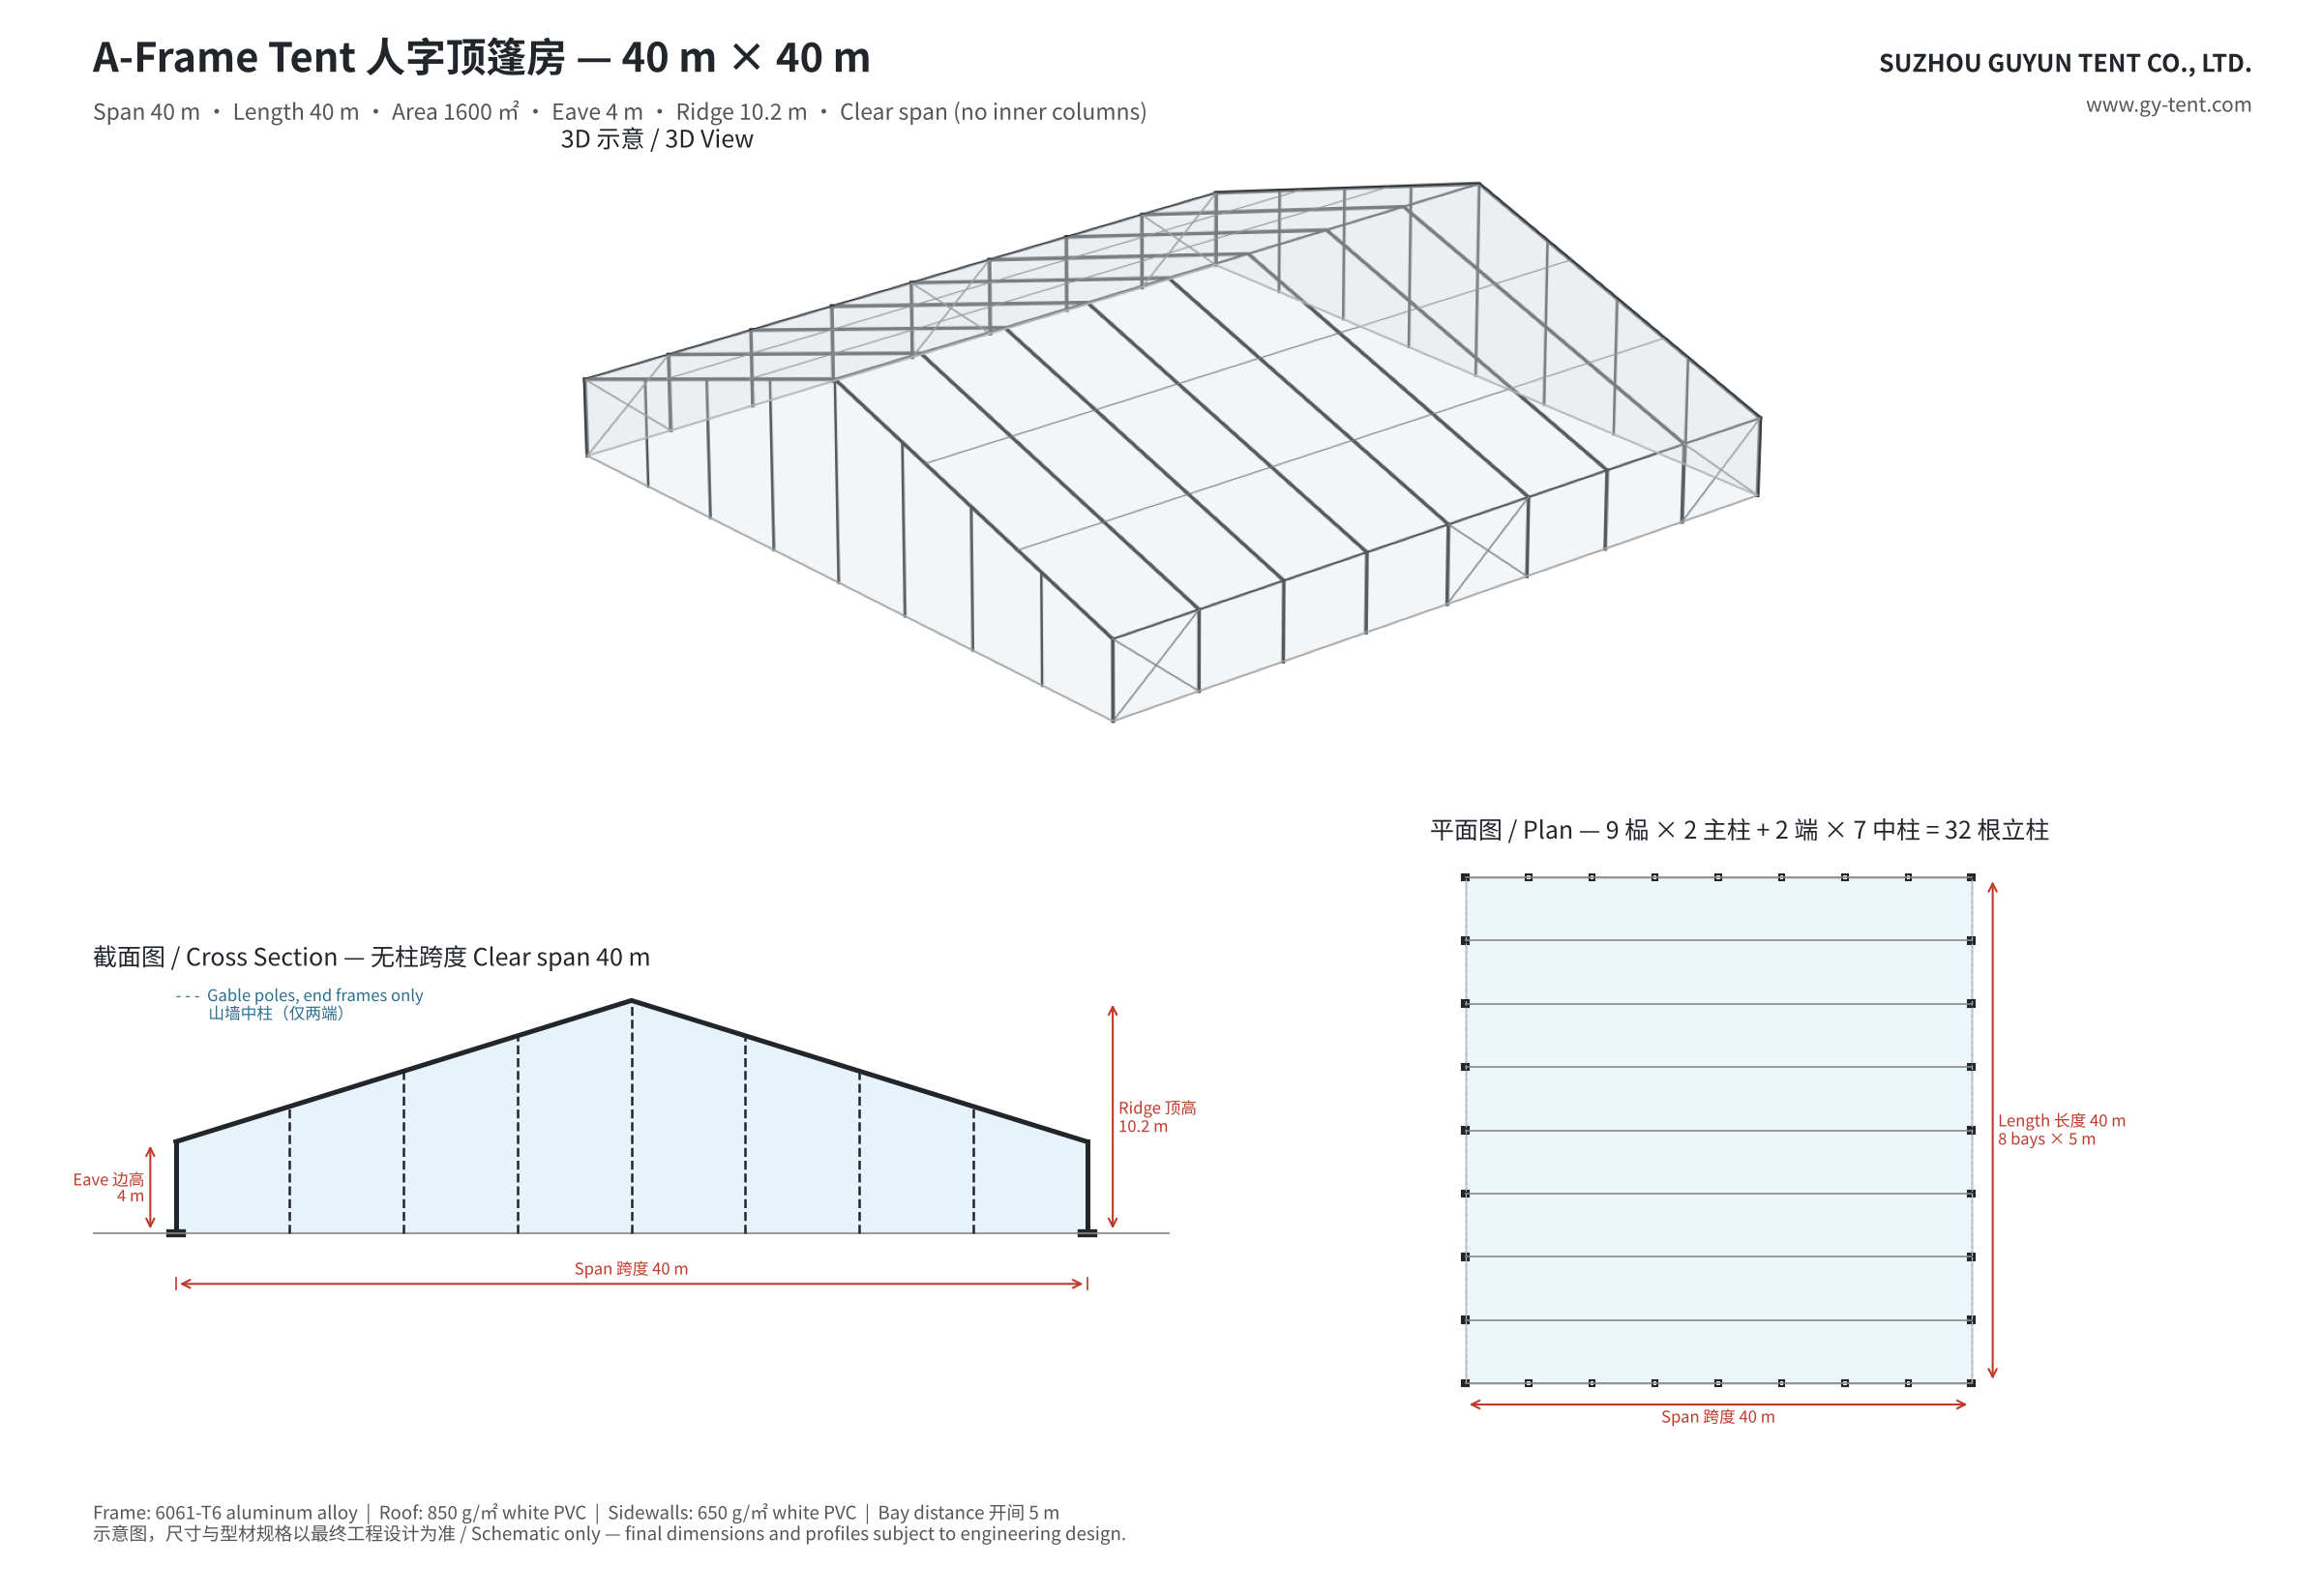 A-Frame Tent 人字顶篷房 — 40 m × 40 m
SUZHOU GUYUN TENT CO., LTD.
Span 40 m · Length 40 m · Area 1600 ㎡ · Eave 4 m · Ridge 10.2 m · Clear span (no inner columns)
www.gy-tent.com
3D 示意 / 3D View
平面图 / Plan — 9 榀 × 2 主柱 + 2 端 × 7 中柱 = 32 根立柱
Length 长度 40 m
8 bays × 5 m
Span 跨度 40 m
截面图 / Cross Section — 无柱跨度 Clear span 40 m
--- Gable poles, end frames only
山墙中柱（仅两端）
Ridge 顶高
10.2 m
Eave 边高
4 m
Span 跨度 40 m
Frame: 6061-T6 aluminum alloy | Roof: 850 g/㎡ white PVC | Sidewalls: 650 g/㎡ white PVC | Bay distance 开间 5 m
示意图，尺寸与型材规格以最终工程设计为准 / Schematic only — final dimensions and profiles subject to engineering design.